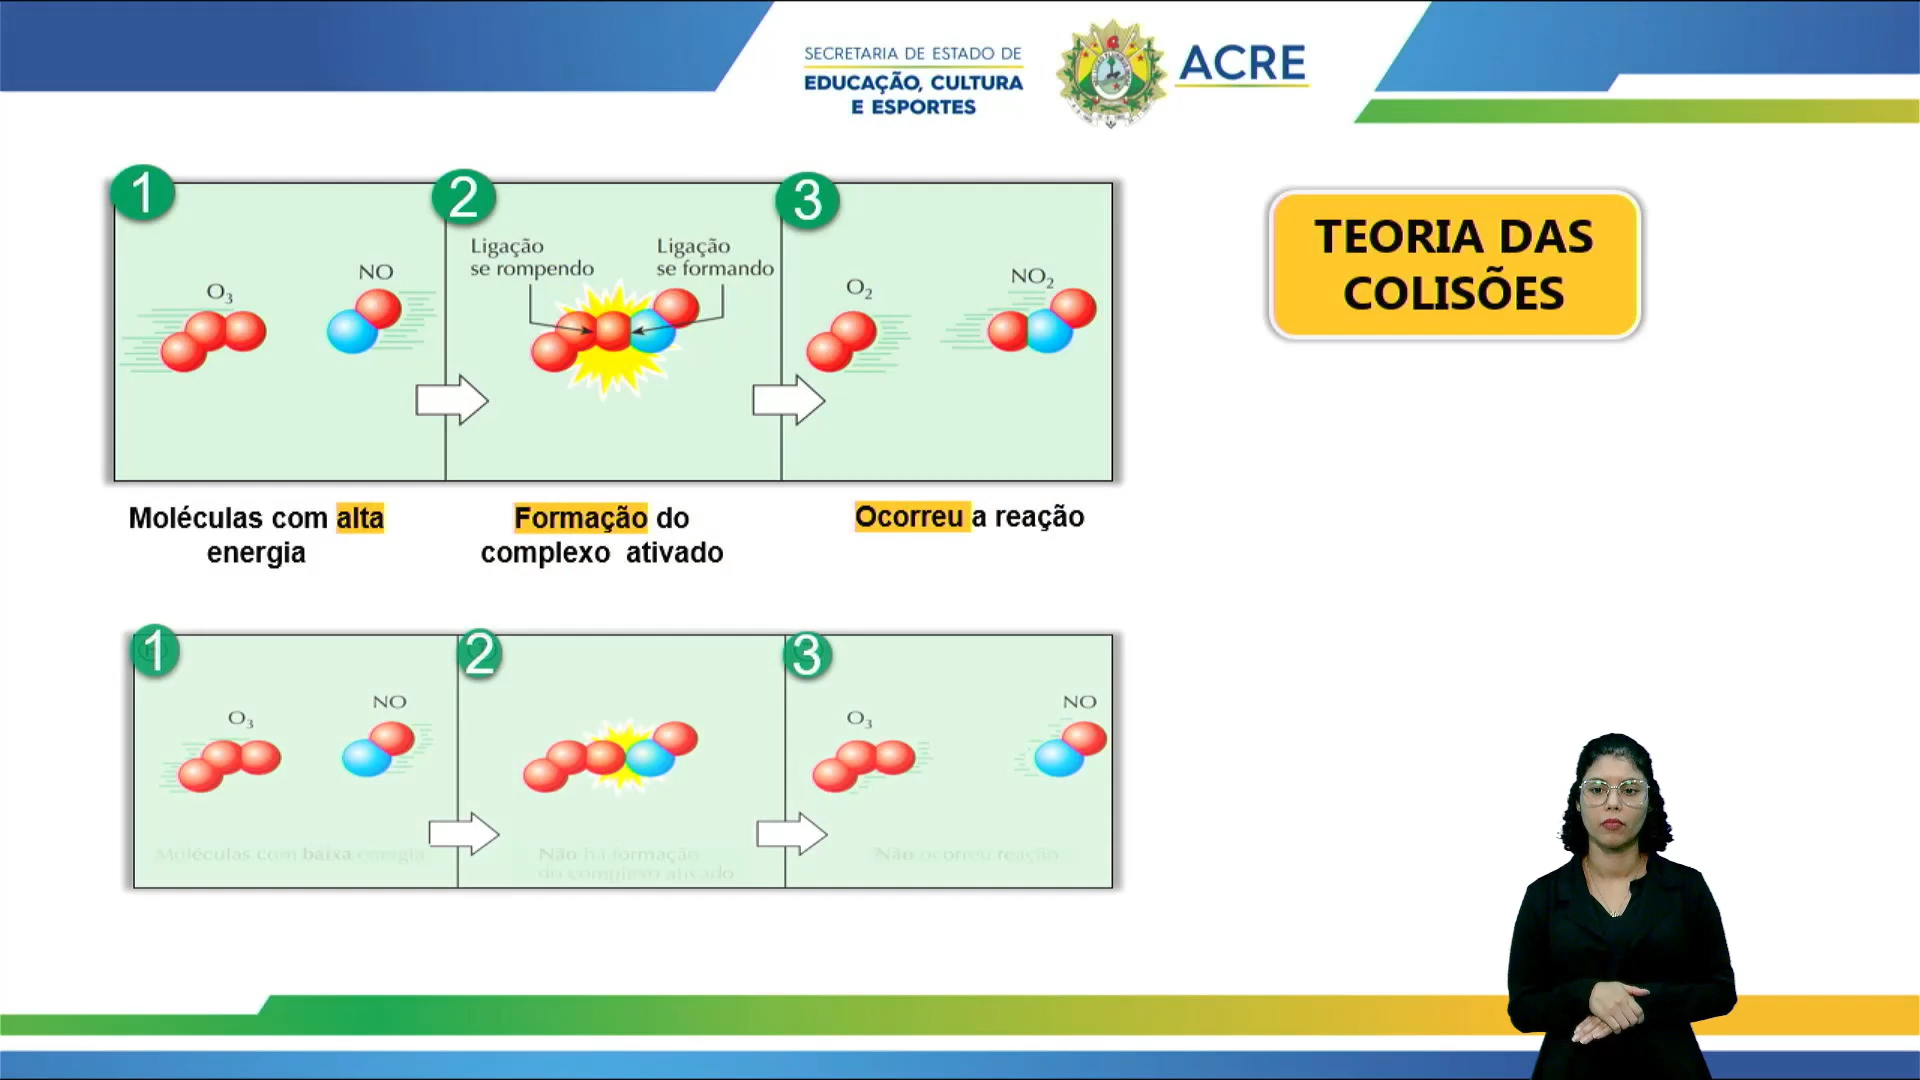 SECRETARIA DE ESTADO DE
EDUCAÇÃO, CULTURA
E ESPORTES
ACRE
TEORIA DAS
COLISÕES
1
2
3
Ligação
se rompendo
Ligação
se formando
O3
NO
O2
NO2
Moléculas com alta
energia
Formação do
complexo ativado
Ocorreu a reação
1
2
3
O3
NO
O3
NO
Moléculas com baixa energia
Não há formação
do complexo ativado
Não ocorreu reação